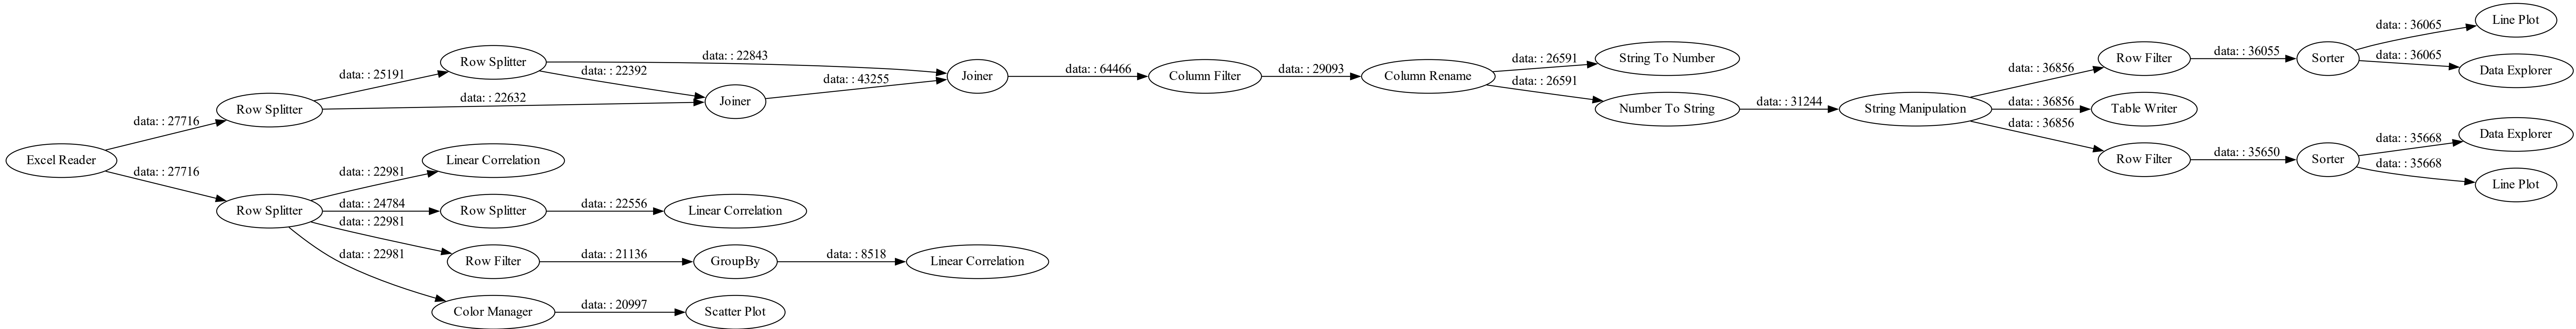 Line Plot
data: : 36065
Row Splitter
data: : 22843
String To Number
Row Filter
data: : 36055
Sorter
data: : 36065
Data Explorer
data: : 25191
data: : 22392
data: : 43255
Joiner
data: : 64466
Column Filter
data: : 29093
Column Rename
data: : 26591
data: : 26591
data: : 36856
Row Splitter
data: : 22632
Joiner
Number To String
data: : 31244
String Manipulation
data: : 36856
Table Writer
data: : 27716
data: : 36856
Data Explorer
Excel Reader
Linear Correlation
Row Filter
data: : 35650
Sorter
data: : 35668
data: : 35668
Line Plot
data: : 27716
data: : 22981
Row Splitter
data: : 24784
Row Splitter
data: : 22556
Linear Correlation
data: : 22981
data: : 22981
Row Filter
data: : 21136
GroupBy
data: : 8518
Linear Correlation
Color Manager
data: : 20997
Scatter Plot